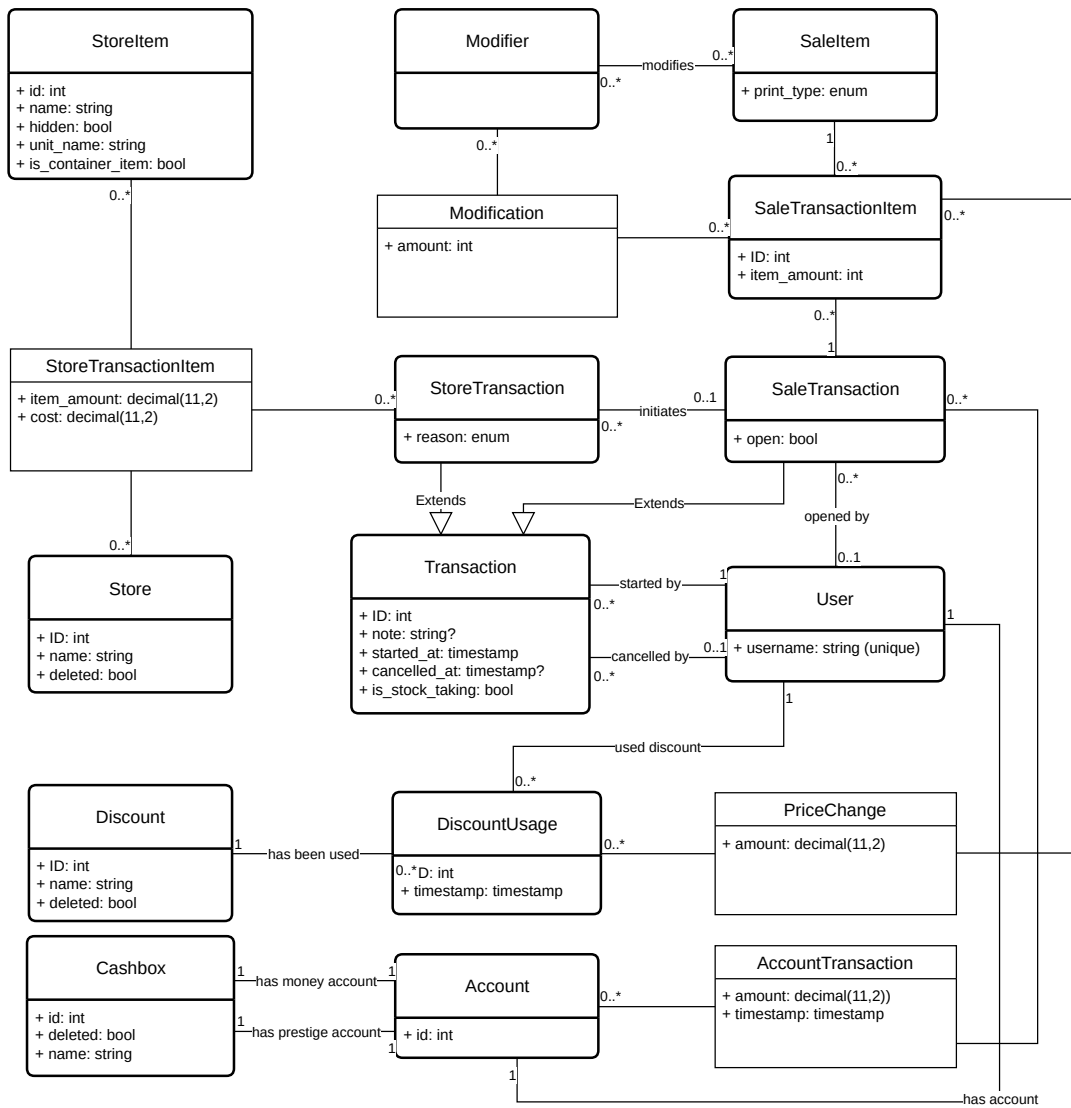 StoreItem
+ id: int
+ name: string
+ hidden: bool
+ unit_name: string
+ is_container_item: bool
0..*
Modifier
0..*
modifies
0..*
0..*
SaleItem
+ print_type: enum
1
0..*
Modification
+ amount: int
0..*
SaleTransactionItem
+ ID: int
+ item_amount: int
0..*
0..*
1
StoreTransactionItem
+ item_amount: decimal(11,2)
+ cost: decimal(11,2)
0..*
0..*
StoreTransaction
+ reason: enum
0..*
initiates
0..1
SaleTransaction
+ open: bool
0..*
Extends
Extends
0..*
opened by
0..1
Store
+ ID: int
+ name: string
+ deleted: bool
Transaction
+ ID: int
+ note: string?
+ started_at: timestamp
+ cancelled_at: timestamp?
+ is_stock_taking: bool
started by
1
0..*
cancelled by
0..1
0..*
User
+ username: string (unique)
1
1
used discount
0..*
Discount
+ ID: int
+ name: string
+ deleted: bool
1
has been used
DiscountUsage
0..*
D: int
+ timestamp: timestamp
0..*
PriceChange
+ amount: decimal(11,2)
Cashbox
+ id: int
+ deleted: bool
+ name: string
1
has money account
1
1
has prestige account
1
Account
+ id: int
0..*
1
AccountTransaction
+ amount: decimal(11,2))
+ timestamp: timestamp
has account